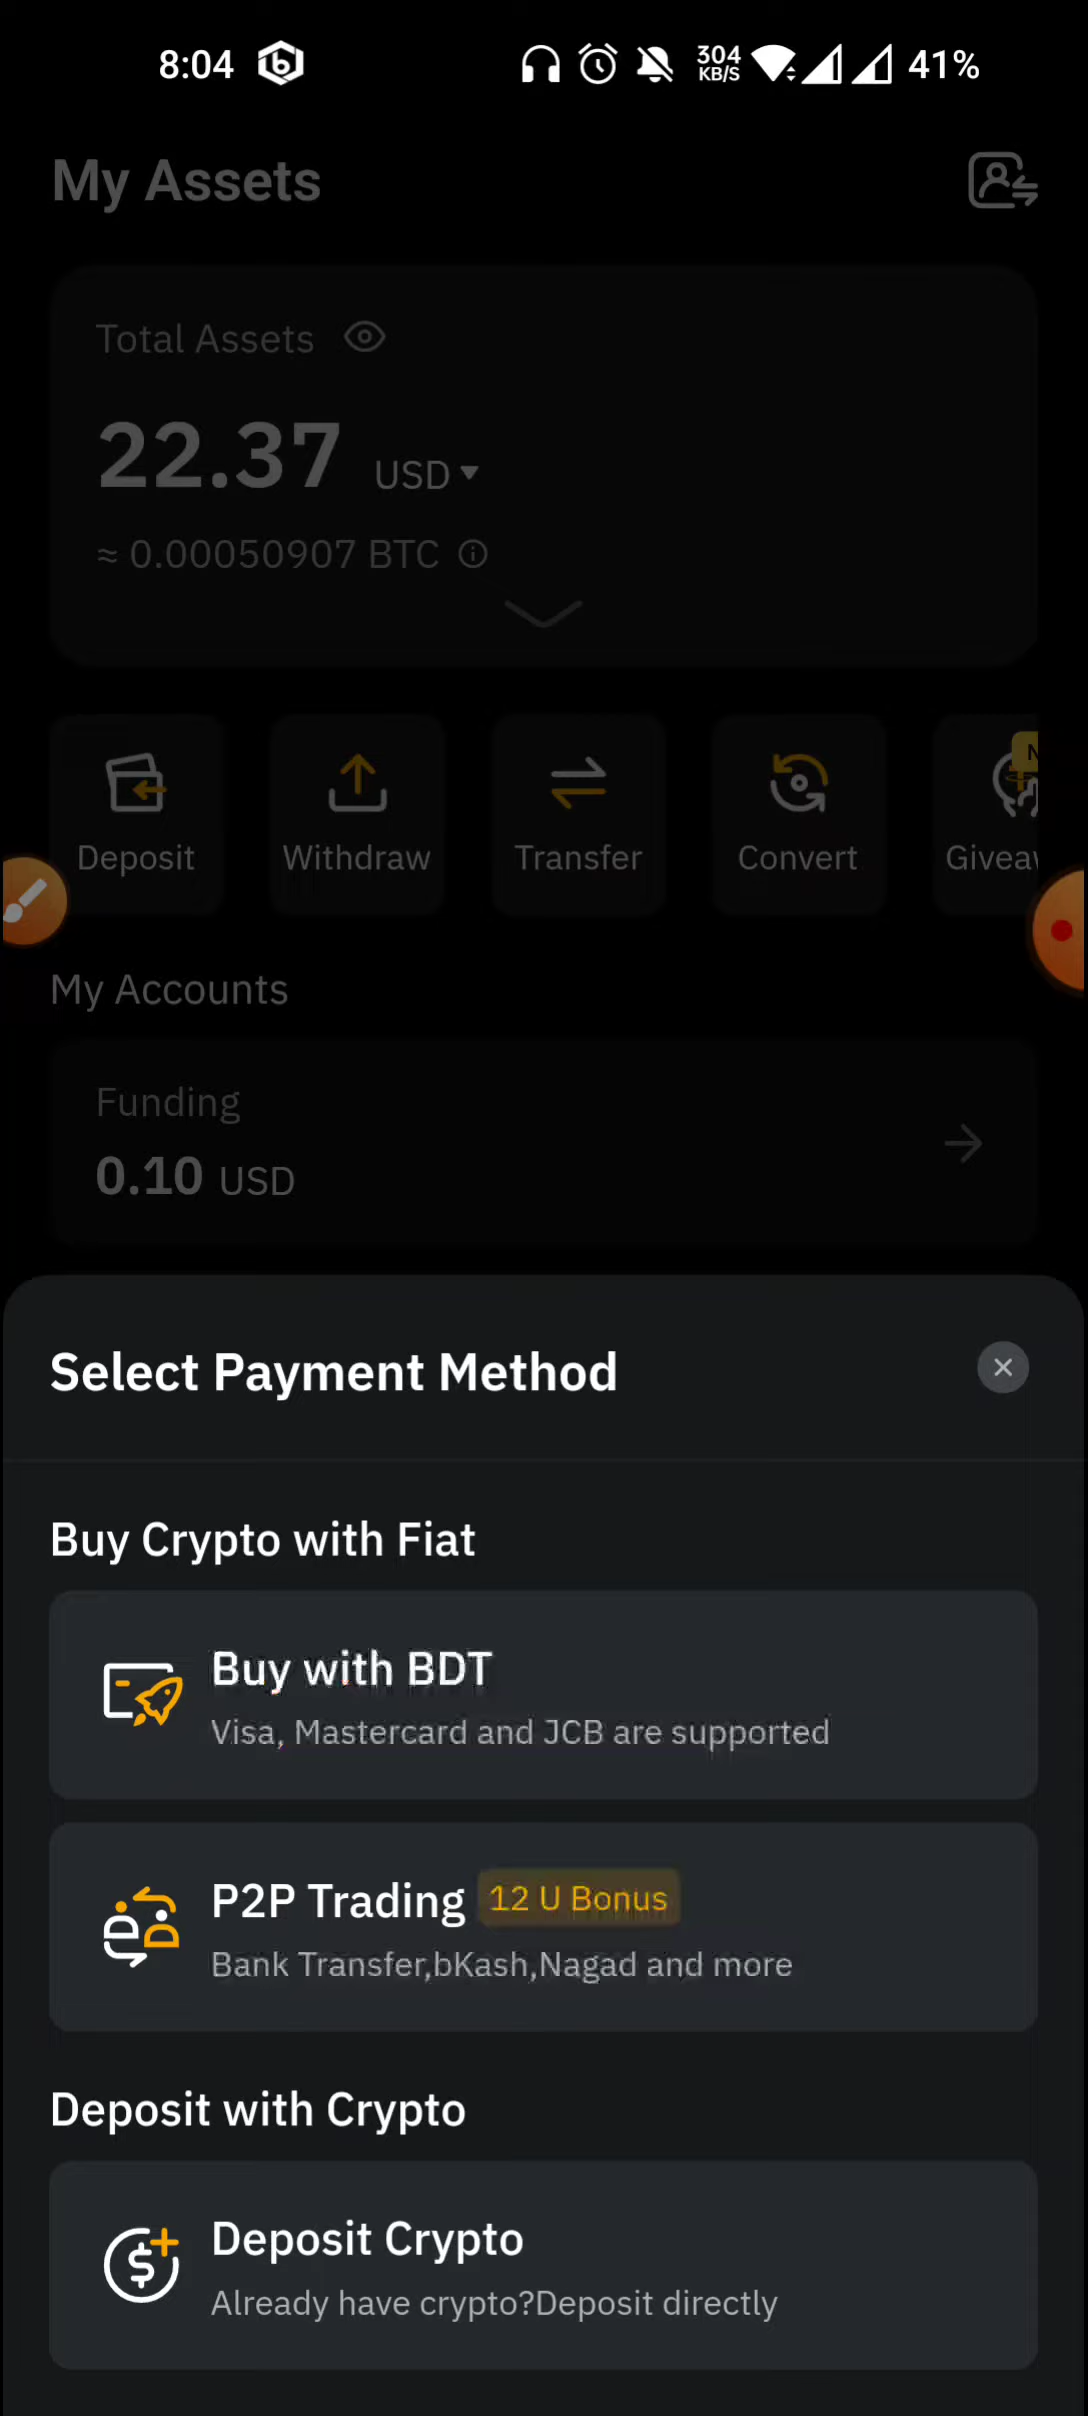 8:04
304
KB/S
41%
My Assets
Total Assets
22.37 USD
≈ 0.00050907 BTC
Deposit
Withdraw
Transfer
Convert
N
Giveaw
My Accounts
Funding
0.10 USD
Select Payment Method
Buy Crypto with Fiat
Buy with BDT
Visa, Mastercard and JCB are supported
P2P Trading 12 U Bonus
Bank Transfer,bKash,Nagad and more
Deposit with Crypto
Deposit Crypto
Already have crypto?Deposit directly